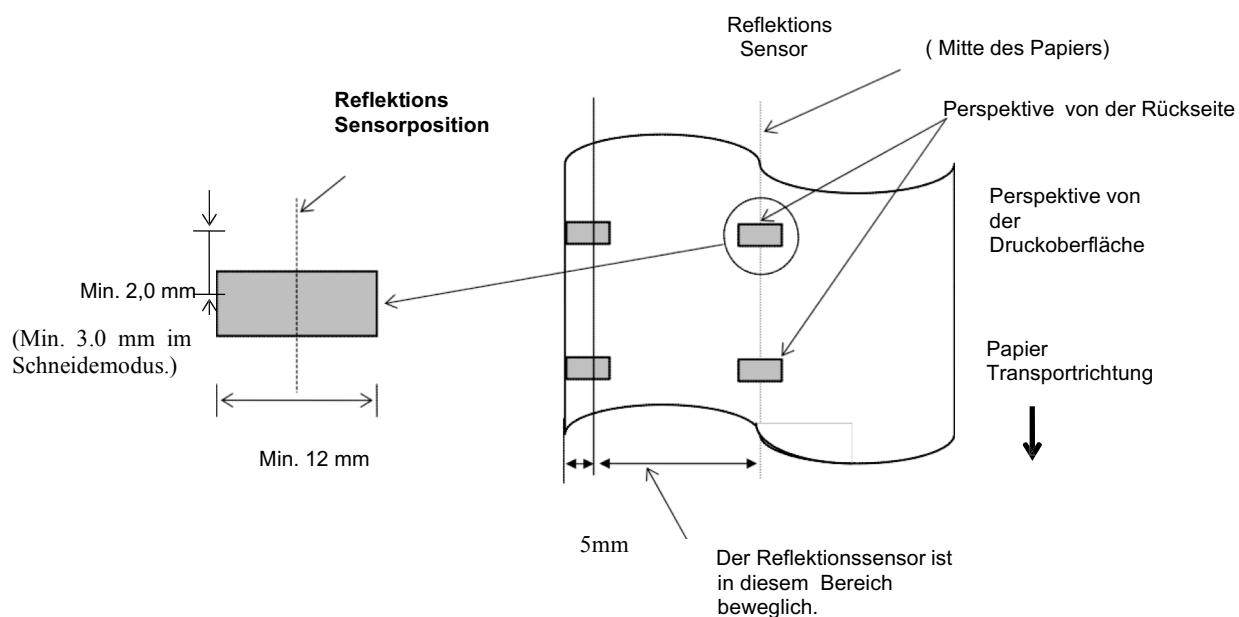 Reflektions
Sensor
( Mitte des Papiers)
Reflektions
Sensorposition
Perspektive von der Rückseite
Perspektive von
der
Druckoberfläche
Min. 2,0 mm
(Min. 3.0 mm im
Schneidemodus.)
Papier
Transportrichtung
Min. 12 mm
5mm
Der Reflektionssensor ist
in diesem Bereich
beweglich.